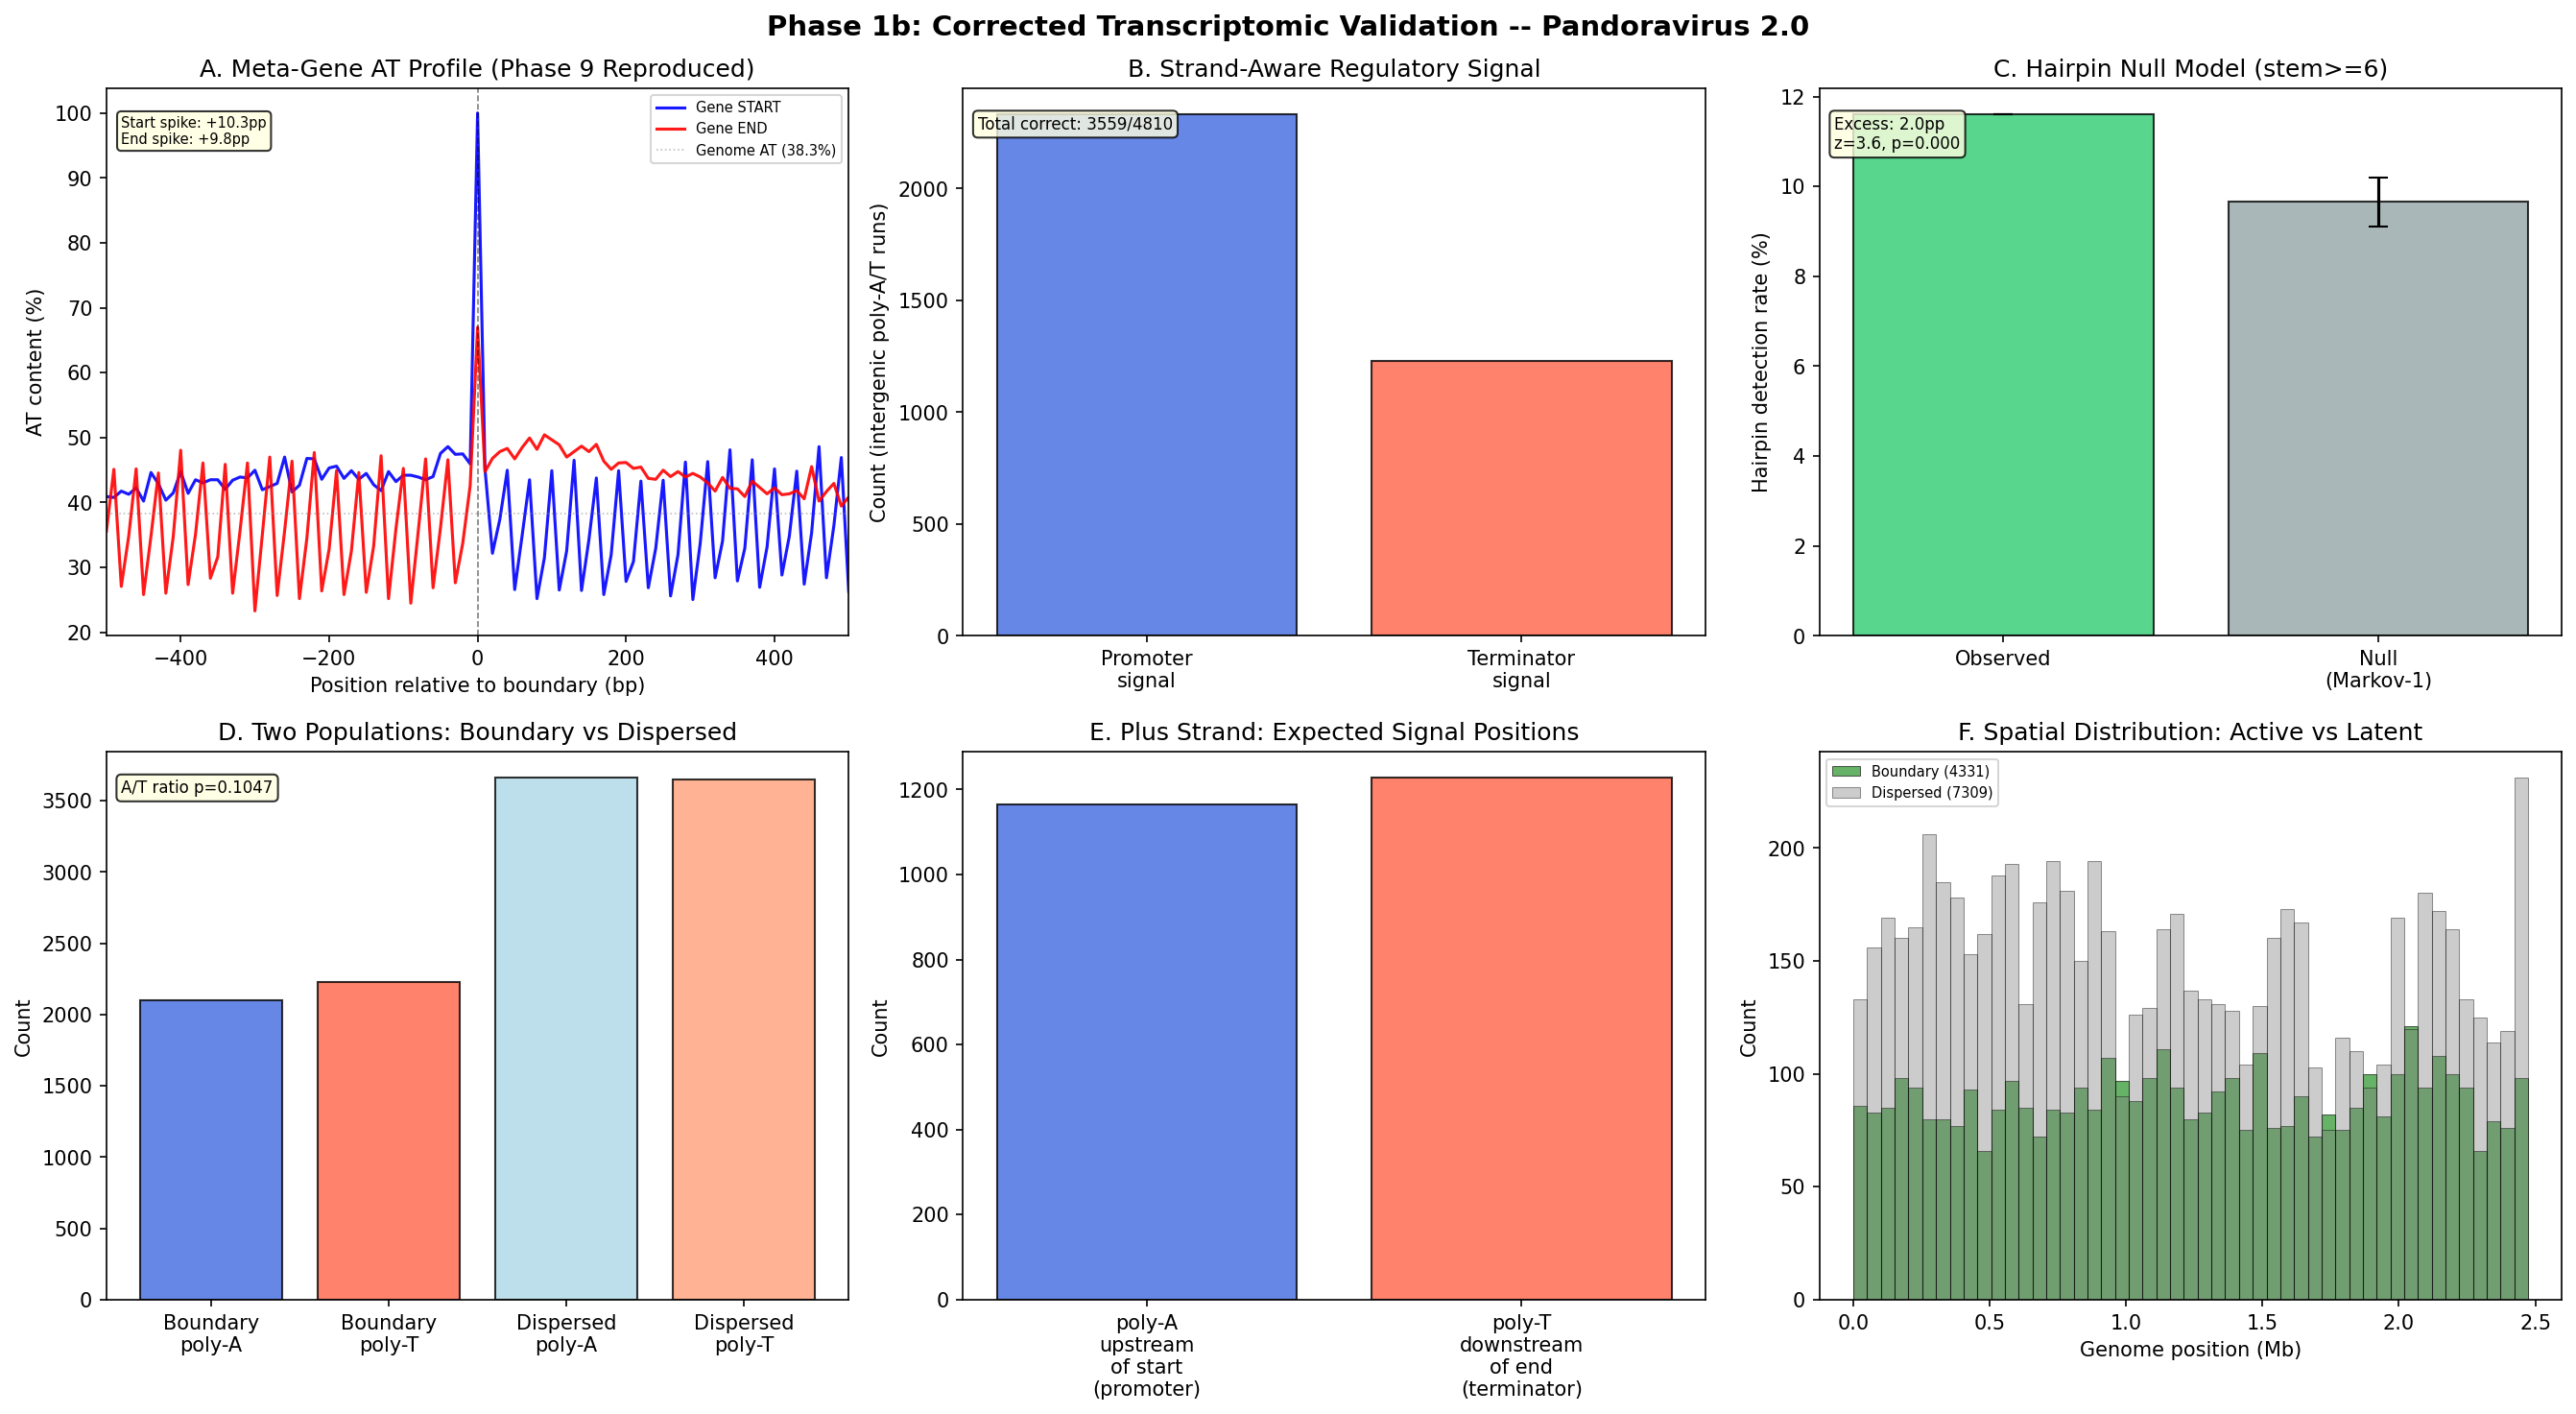 Phase 1b: Corrected Transcriptomic Validation -- Pandoravirus 2.0
A. Meta-Gene AT Profile (Phase 9 Reproduced)
Start spike: +10.3pp
End spike: +9.8pp
Gene START
Gene END
Genome AT (38.3%)
AT content (%)
100
90
80
70
60
50
40
30
20
−400
−200
0
200
400
Position relative to boundary (bp)
B. Strand-Aware Regulatory Signal
Total correct: 3559/4810
Count (intergenic poly-A/T runs)
2000
1500
1000
500
0
Promoter
signal
Terminator
signal
C. Hairpin Null Model (stem>=6)
Excess: 2.0pp
z=3.6, p=0.000
Hairpin detection rate (%)
12
10
8
6
4
2
0
Observed
Null
(Markov-1)
D. Two Populations: Boundary vs Dispersed
A/T ratio p=0.1047
Count
3500
3000
2500
2000
1500
1000
500
0
Boundary
poly-A
Boundary
poly-T
Dispersed
poly-A
Dispersed
poly-T
E. Plus Strand: Expected Signal Positions
Count
1200
1000
800
600
400
200
0
poly-A
upstream
of start
(promoter)
poly-T
downstream
of end
(terminator)
F. Spatial Distribution: Active vs Latent
Boundary (4331)
Dispersed (7309)
Count
200
150
100
50
0
0.0
0.5
1.0
1.5
2.0
2.5
Genome position (Mb)